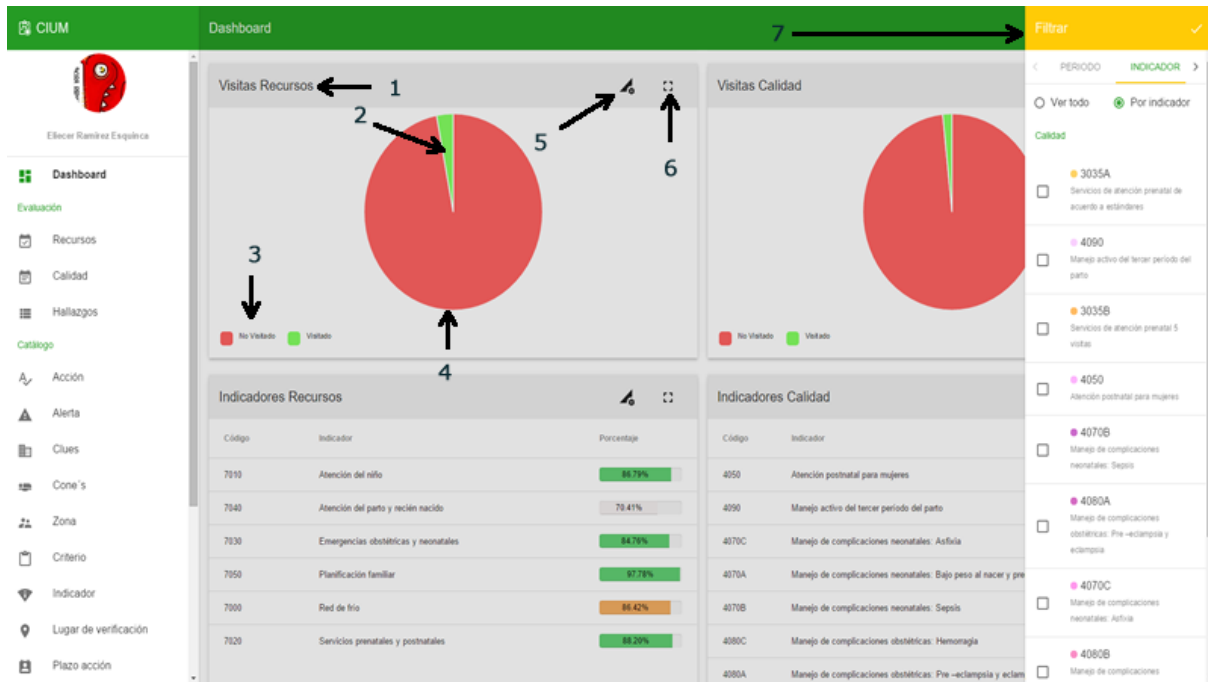 CIUM
Eliecer Ramírez Esquinca
Dashboard
Evaluación
Recursos
Calidad
Hallazgos
Catálogo
Acción
Alerta
Clues
Cone´s
Zona
Criterio
Indicador
Lugar de verificación
Plazo acción
Dashboard
Visitas Recursos
1
2
3
4
5
6
7
No Visitado
Visitado
Visitas Calidad
No Visitado
Visitado
Indicadores Recursos
Código Indicador Porcentaje
7010 Atención del niño 86.79%
7040 Atención del parto y recién nacido 70.41%
7030 Emergencias obstétricas y neonatales 84.76%
7050 Planificación familiar 97.78%
7000 Red de frio 86.42%
7020 Servicios prenatales y postnatales 88.20%
Indicadores Calidad
Código Indicador
4050 Atención postnatal para mujeres
4090 Manejo activo del tercer periodo del parto
4070C Manejo de complicaciones neonatales: Asfixia
4070A Manejo de complicaciones neonatales: Bajo peso al nacer y pre
4070B Manejo de complicaciones neonatales: Sepsis
4080C Manejo de complicaciones obstétricas: Hemorragia
4080A Manejo de complicaciones obstétricas: Pre –eclampsia y eclam
Filtrar
PERIODO INDICADOR
Ver todo Por indicador
Calidad
3035A
Servicios de atención prenatal de
acuerdo a estándares
4090
Manejo activo del tercer periodo del
parto
3035B
Servicios de atención prenatal 5
visitas
4050
Atención postnatal para mujeres
4070B
Manejo de complicaciones
neonatales: Sepsis
4080A
Manejo de complicaciones
obstétricas: Pre –eclampsia y
eclampsia
4070C
Manejo de complicaciones
neonatales: Asfixia
4080B
Manejo de complicaciones